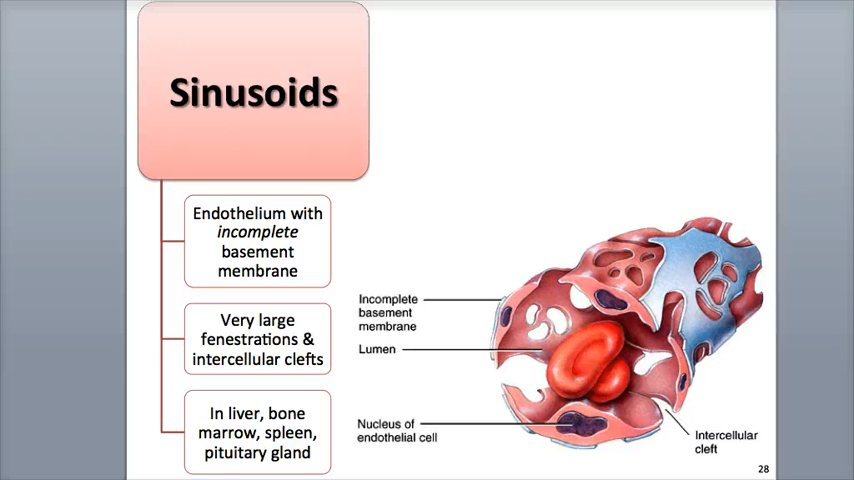 Sinusoids
Endothelium with
incomplete
basement
membrane
Very large
fenestrations &
intercellular clefts
In liver, bone
marrow, spleen,
pituitary gland
Incomplete
basement
membrane
Lumen
Nucleus of
endothelial cell
Intercellular
cleft
28